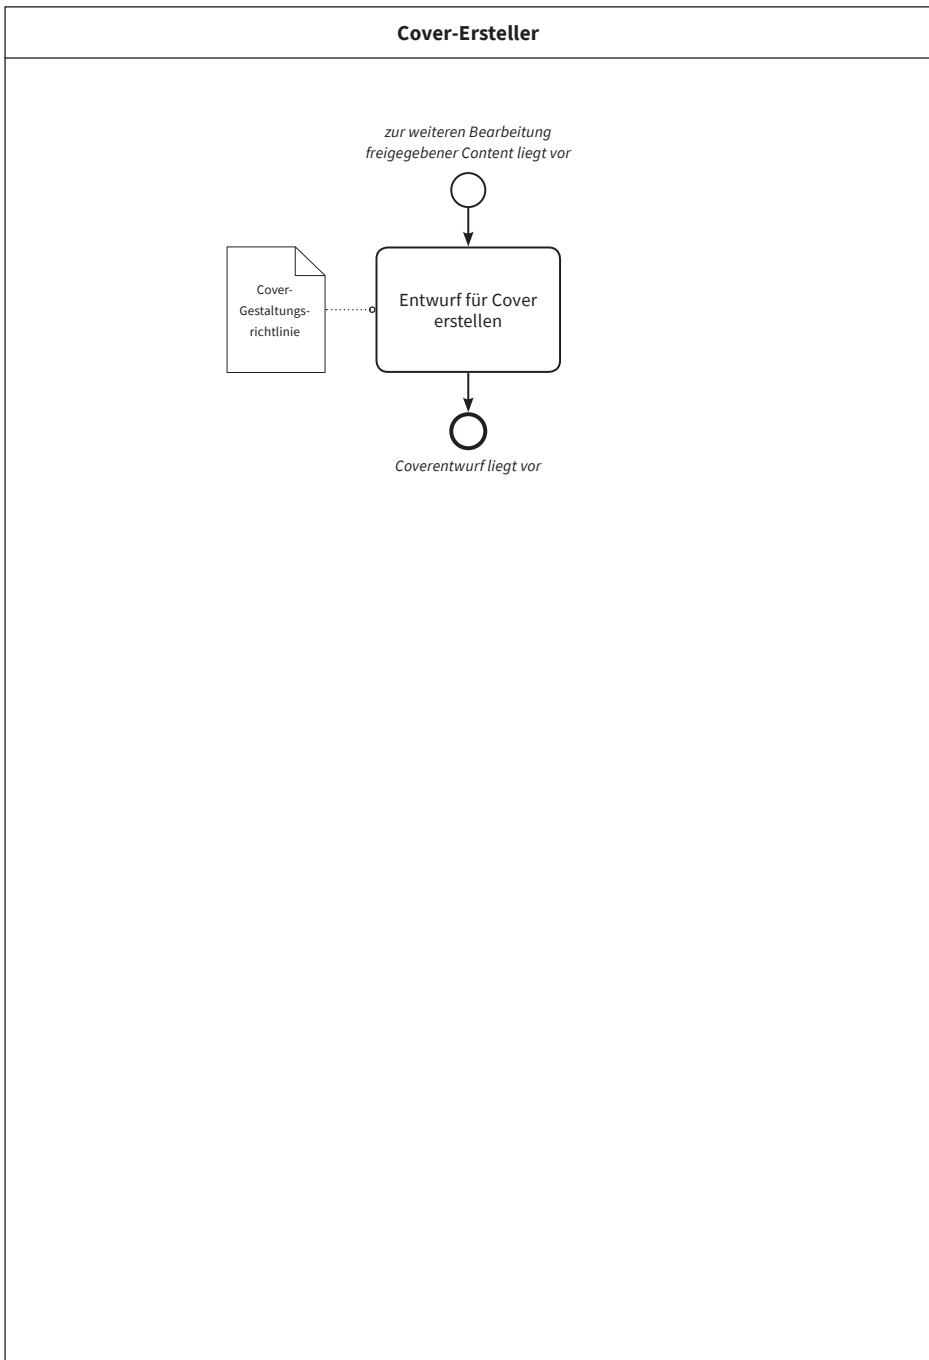 Cover-Ersteller
zur weiteren Bearbeitung
freigegebener Content liegt vor
Cover-
Gestaltungs-
richtlinie
Entwurf für Cover
erstellen
Coverentwurf liegt vor